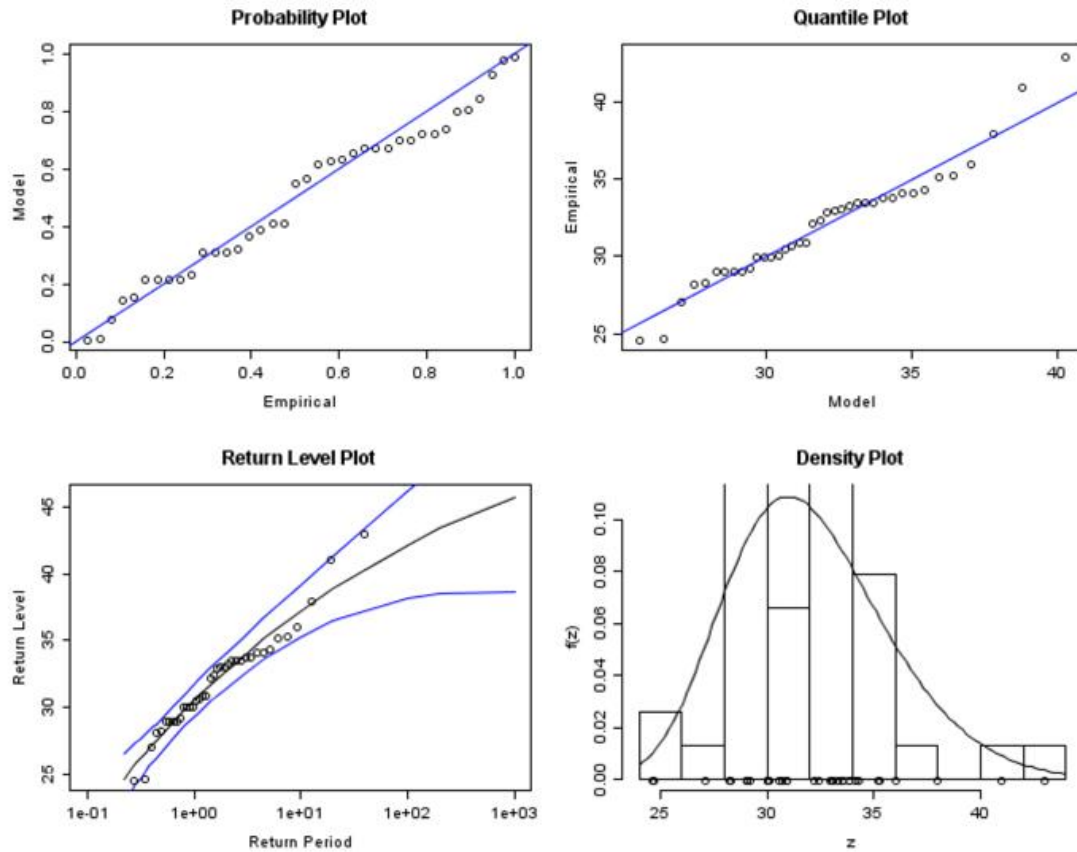 Probability Plot
Model
0.0 0.2 0.4 0.6 0.8 1.0
0.0 0.2 0.4 0.6 0.8 1.0
Empirical
Quantile Plot
Empirical
25 30 35 40
30 35 40
Model
Return Level Plot
Return Level
25 30 35 40 45
1e-01 1e+00 1e+01 1e+02 1e+03
Return Period
Density Plot
f(z)
0.00 0.02 0.04 0.06 0.08 0.10
25 30 35 40
z